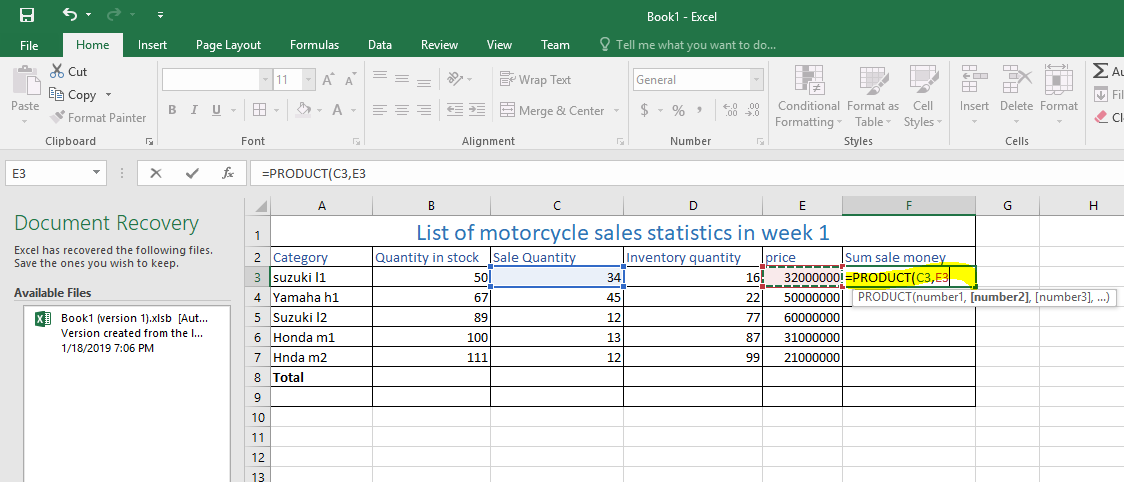 Book1 - Excel
File Home Insert Page Layout Formulas Data Review View Team Tell me what you want to do...
Cut
Copy
Format Painter
Paste
Clipboard
11
Font
Wrap Text
Merge & Center
Alignment
General
$ % ,
Number
Conditional Formatting
Format as Table
Cell Styles
Styles
Insert Delete Format
Cells
E3
fx
=PRODUCT(C3,E3
Document Recovery
Excel has recovered the following files.
Save the ones you wish to keep.
Available Files
Book1 (version 1).xlsb [Aut...
Version created from the l...
1/18/2019 7:06 PM
A B C D E F G H
1 List of motorcycle sales statistics in week 1
2 Category Quantity in stock Sale Quantity Inventory quantity price Sum sale money
3 suzuki l1 50 34 16 32000000 =PRODUCT(C3,E3
PRODUCT(number1, [number2], [number3], ...)
4 Yamaha h1 67 45 22 50000000
5 Suzuki l2 89 12 77 60000000
6 Honda m1 100 13 87 31000000
7 Hnda m2 111 12 99 21000000
8 Total
9
10
11
12
13